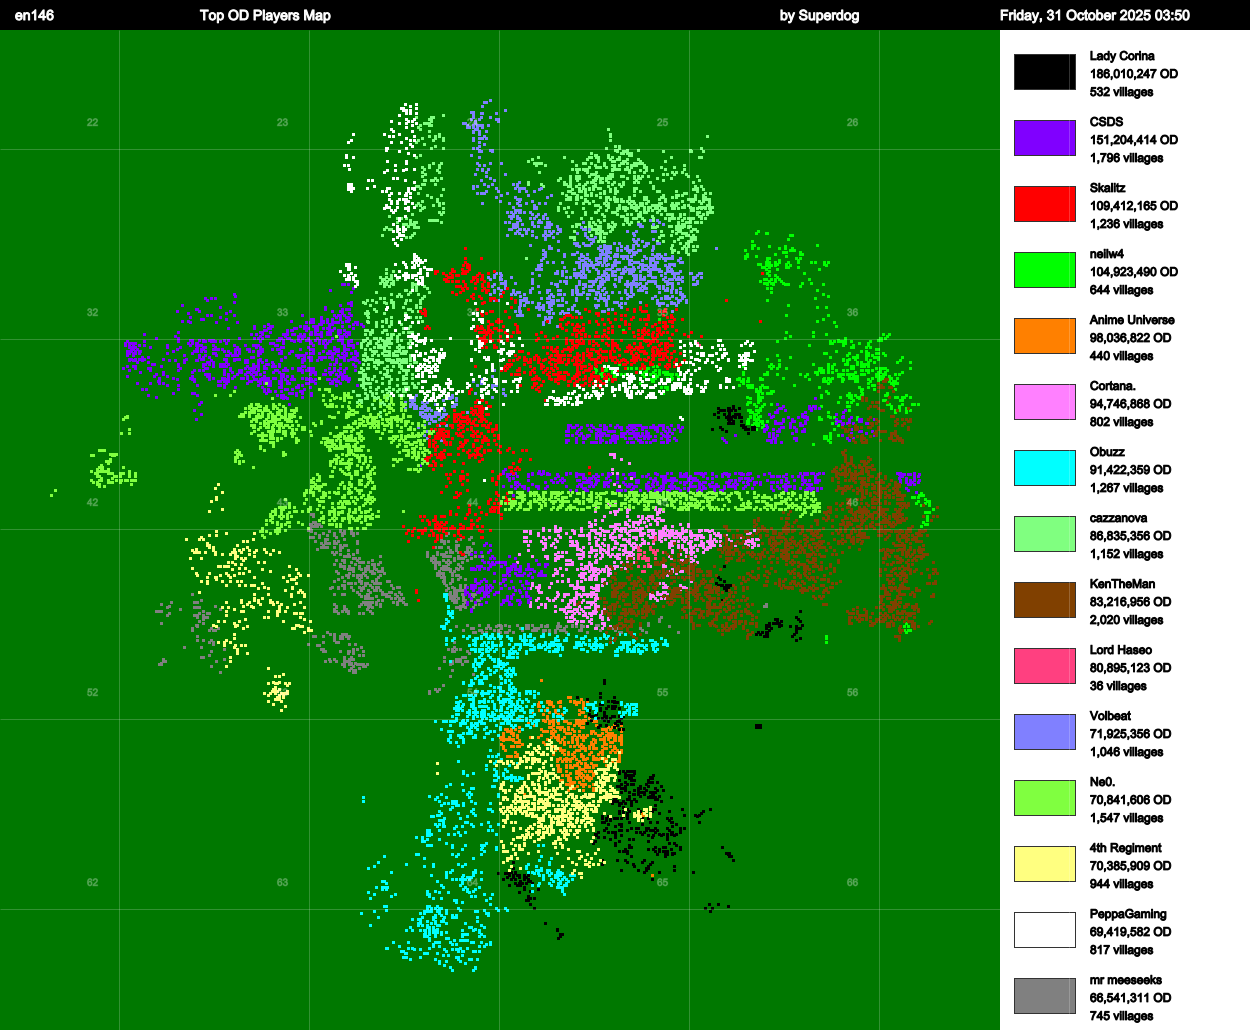 en146 Top OD Players Map by Superdog Friday, 31 October 2025 03:50
Lady Corina
186,010,247 OD
532 villages
CSDS
151,204,414 OD
1,796 villages
Skalitz
109,412,165 OD
1,236 villages
neilw4
104,923,490 OD
644 villages
Anime Universe
98,036,822 OD
440 villages
Cortana.
94,746,868 OD
802 villages
Obuzz
91,422,359 OD
1,267 villages
cazzanova
86,835,356 OD
1,152 villages
KenTheMan
83,216,956 OD
2,020 villages
Lord Haseo
80,895,123 OD
36 villages
Volbeat
71,925,356 OD
1,046 villages
Ne0.
70,841,606 OD
1,547 villages
4th Regiment
70,385,909 OD
944 villages
PeppaGaming
69,419,582 OD
817 villages
mr meeseeks
66,541,311 OD
745 villages
22 23 25 26
32 33 35 36
42 44 46
52 55 56
62 63 64 65 66